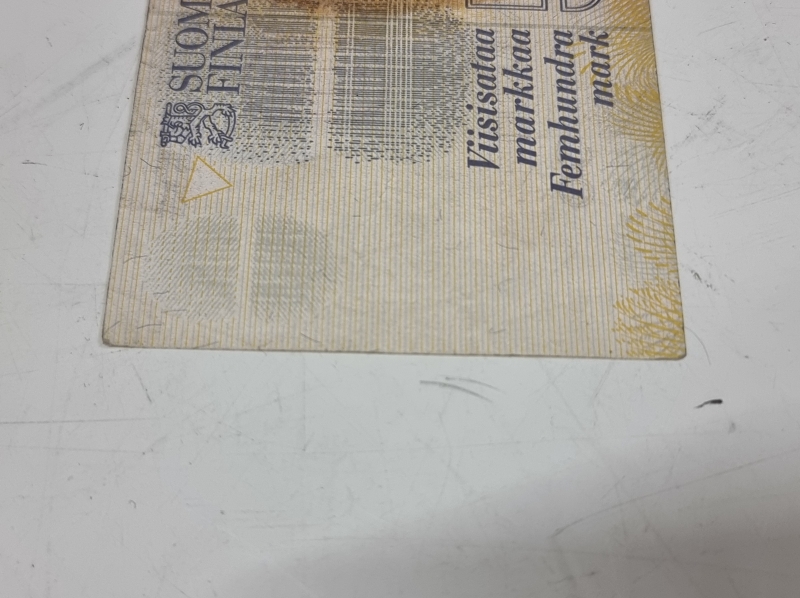 SUOM
FINLA
Viisisataa
markkaa
Femhundra
mark